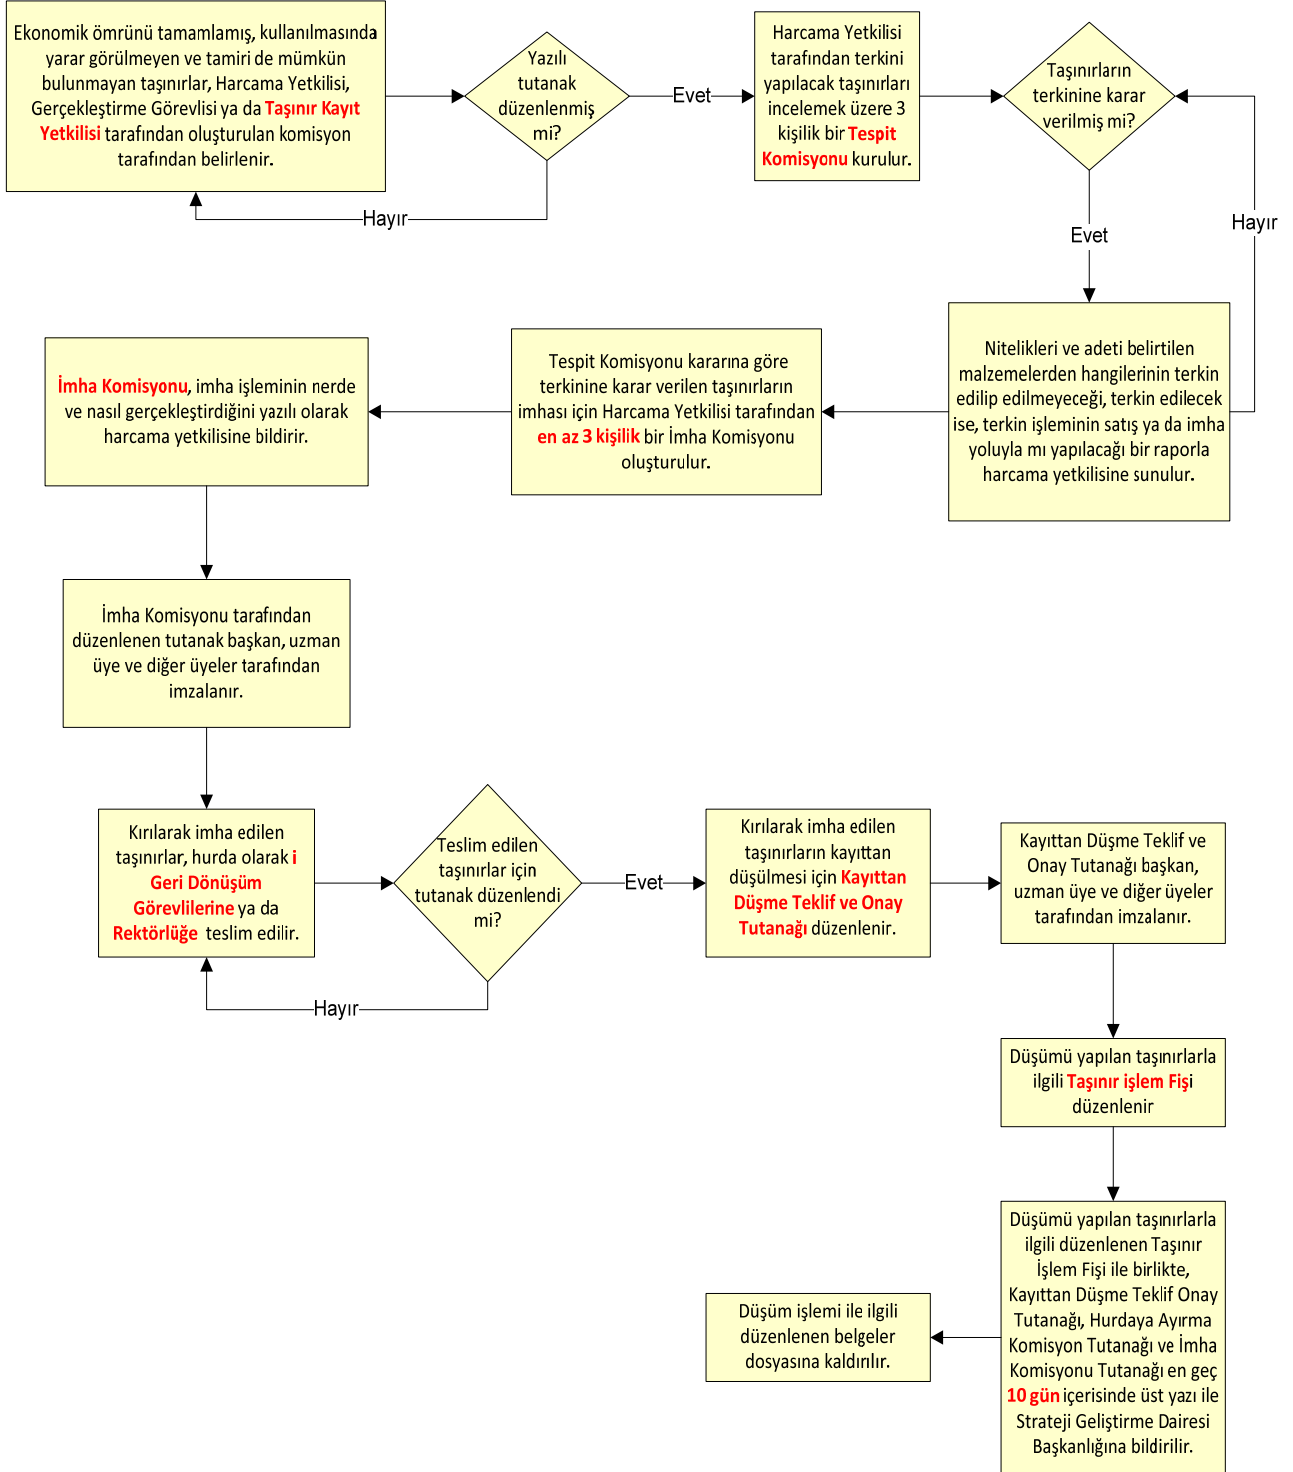 Ekonomik ömrünü tamamlamış, kullanılmasında
yarar görülmeyen ve tamiri de mümkün
bulunmayan taşınırlar, Harcama Yetkilisi,
Gerçekleştirme Görevlisi ya da Taşınır Kayıt
Yetkilisi tarafından oluşturulan komisyon
tarafından belirlenir.
Yazılı
tutanak
düzenlenmiş
mi?
Evet
Hayır
Harcama Yetkilisi
tarafından terkini
yapılacak taşınırları
incelemek üzere 3
kişilik bir Tespit
Komisyonu kurulur.
Taşınırların
terkinine karar
verilmiş mi?
Evet
Hayır
Nitelikleri ve adeti belirtilen
malzemelerden hangilerinin terkin
edilip edilmeyeceği, terkin edilecek
ise, terkin işleminin satış ya da imha
yoluyla mı yapılacağı bir raporla
harcama yetkilisine sunulur.
Tespit Komisyonu kararına göre
terkinine karar verilen taşınırların
imhası için Harcama Yetkilisi tarafından
en az 3 kişilik bir İmha Komisyonu
oluşturulur.
İmha Komisyonu, imha işleminin nerde
ve nasıl gerçekleştirdiğini yazılı olarak
harcama yetkilisine bildirir.
İmha Komisyonu tarafından
düzenlenen tutanak başkan, uzman
üye ve diğer üyeler tarafından
imzalanır.
Kırılarak imha edilen
taşınırlar, hurda olarak i
Geri Dönüşüm
Görevlilerine ya da
Rektörlüğe teslim edilir.
Teslim edilen
taşınırlar için
tutanak düzenlendi
mi?
Evet
Hayır
Kırılarak imha edilen
taşınırların kayıttan
düşülmesi için Kayıttan
Düşme Teklif ve Onay
Tutanağı düzenlenir.
Kayıttan Düşme Teklif ve
Onay Tutanağı başkan,
uzman üye ve diğer üyeler
tarafından imzalanır.
Düşümü yapılan taşınırlarla
ilgili Taşınır işlem Fişi
düzenlenir
Düşümü yapılan taşınırlarla
ilgili düzenlenen Taşınır
İşlem Fişi ile birlikte,
Kayıttan Düşme Teklif Onay
Tutanağı, Hurdaya Ayırma
Komisyon Tutanağı ve İmha
Komisyonu Tutanağı en geç
10 gün içerisinde üst yazı ile
Strateji Geliştirme Dairesi
Başkanlığına bildirilir.
Düşüm işlemi ile ilgili
düzenlenen belgeler
dosyasına kaldırılır.